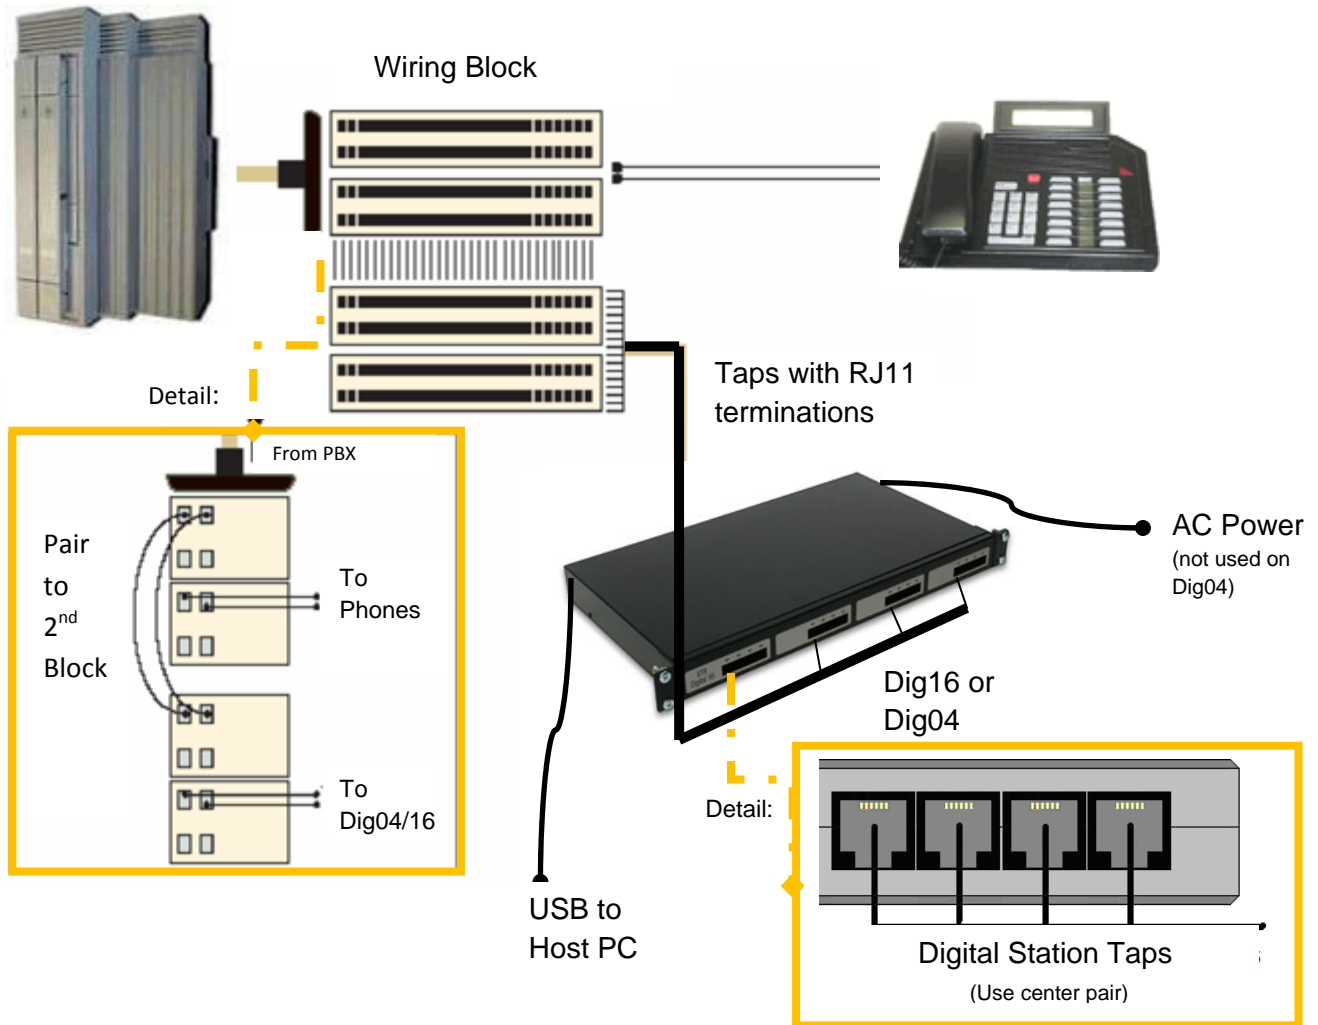 Wiring Block
Taps with RJ11
terminations
Detail:
From PBX
Pair
to
2nd
Block
To
Phones
To
Dig04/16
AC Power
(not used on
Dig04)
Dig16 or
Dig04
Detail:
USB to
Host PC
Digital Station Taps
(Use center pair)